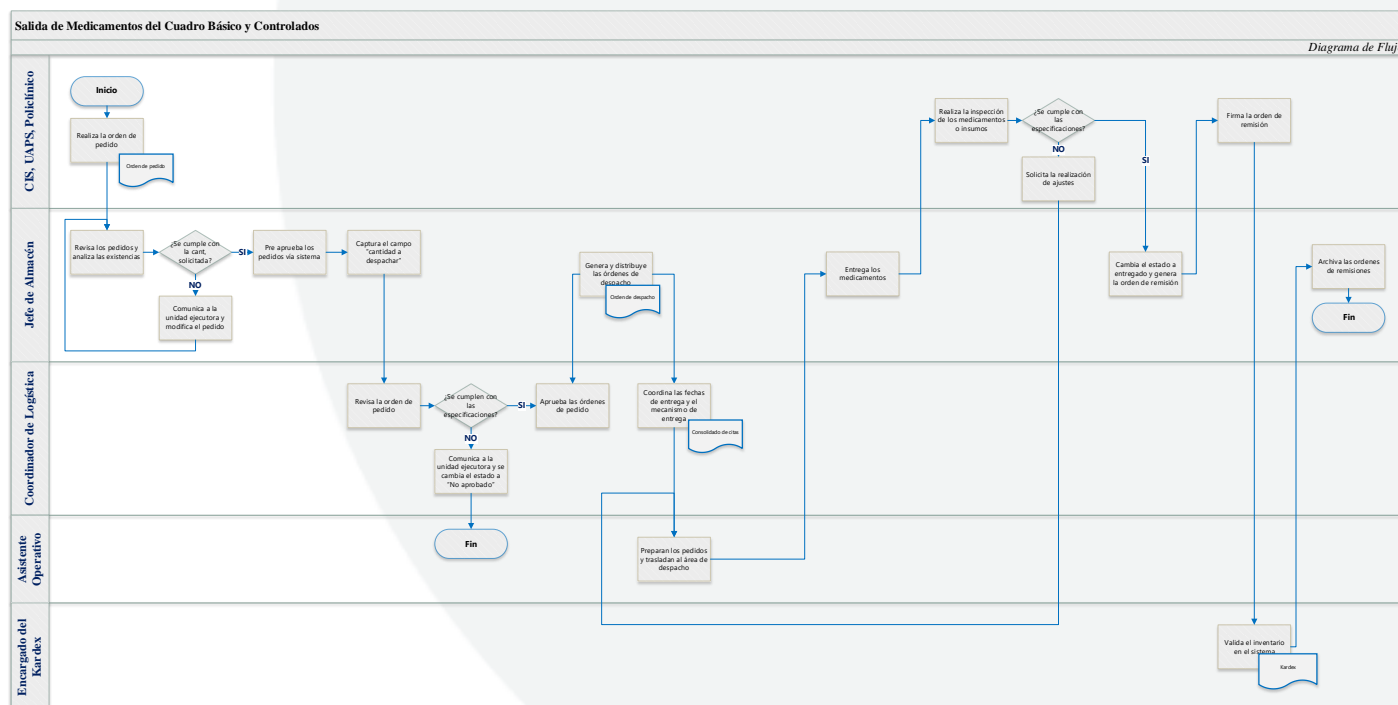 Salida de Medicamentos del Cuadro Básico y Controlados
Diagrama de Fluj
CIS, UAPS, Policlínico
Inicio
Realiza la orden de
pedido
Orden de pedido
Realiza la inspección
de los medicamentos
o insumos
¿Se cumple con
las
especificaciones?
NO
SI
Solicita la realización
de ajustes
Firma la orden de
remisión
Jefe de Almacén
Revisa los pedidos y
analiza las existencias
¿Se cumple con
la cant,
solicitada?
SI
NO
Comunica a la
unidad ejecutora y
modifica el pedido
Pre aprueba los
pedidos vía sistema
Captura el campo
"cantidad a
despachar"
Genera y distribuye
las órdenes de
despacho
Orden de despacho
Entrega los
medicamentos
Cambia el estado a
entregado y genera
la orden de remisión
Archiva las ordenes
de remisiones
Fin
Coordinador de Logística
Revisa la orden de
pedido
¿Se cumplen con
las
especificaciones?
SI
NO
Comunica a la
unidad ejecutora y se
cambia el estado a
"No aprobado"
Aprueba las órdenes
de pedido
Coordina las fechas
de entrega y el
mecanismo de
entrega
Consolidado de citas
Asistente
Operativo
Fin
Preparan los pedidos
y trasladan al área de
despacho
Encargado del
Kardex
Valida el inventario
en el sistema
Kardex